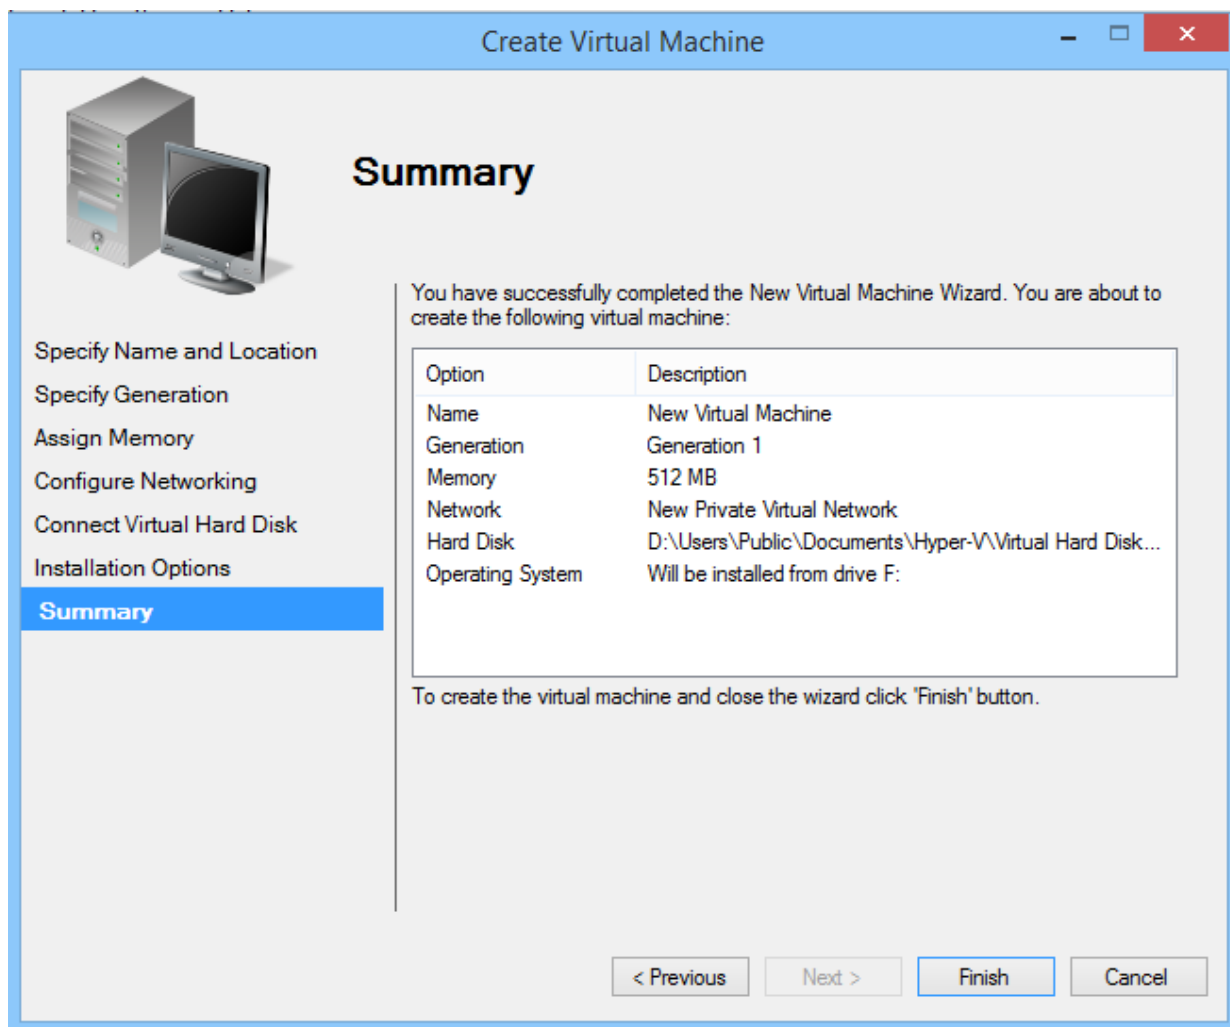 Create Virtual Machine
Summary
You have successfully completed the New Virtual Machine Wizard. You are about to
create the following virtual machine:
Specify Name and Location
Specify Generation
Assign Memory
Configure Networking
Connect Virtual Hard Disk
Installation Options
Summary
Option Description
Name New Virtual Machine
Generation Generation 1
Memory 512 MB
Network New Private Virtual Network
Hard Disk D:\Users\Public\Documents\Hyper-V\Virtual Hard Disk...
Operating System Will be installed from drive F:
To create the virtual machine and close the wizard click 'Finish' button.
< Previous Next > Finish Cancel